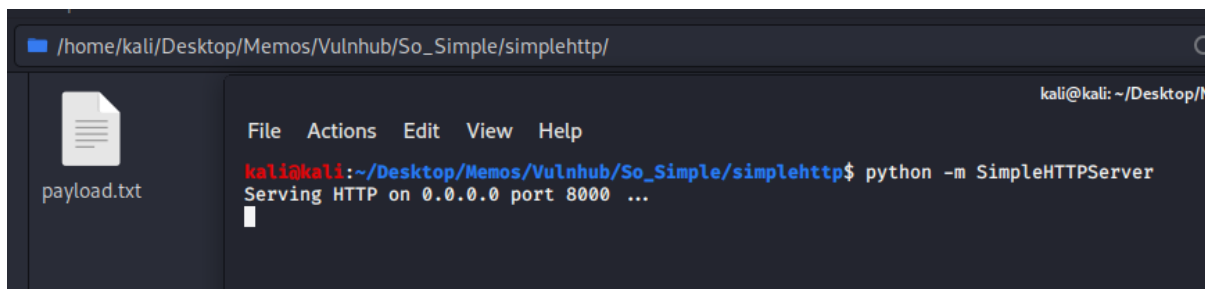 /home/kali/Desktop/Memos/Vulnhub/So_Simple/simplehttp/
kali@kali: ~/Desktop/M
File Actions Edit View Help
kali@kali:~/Desktop/Memos/Vulnhub/So_Simple/simplehttp$ python -m SimpleHTTPServer
Serving HTTP on 0.0.0.0 port 8000 ...
payload.txt